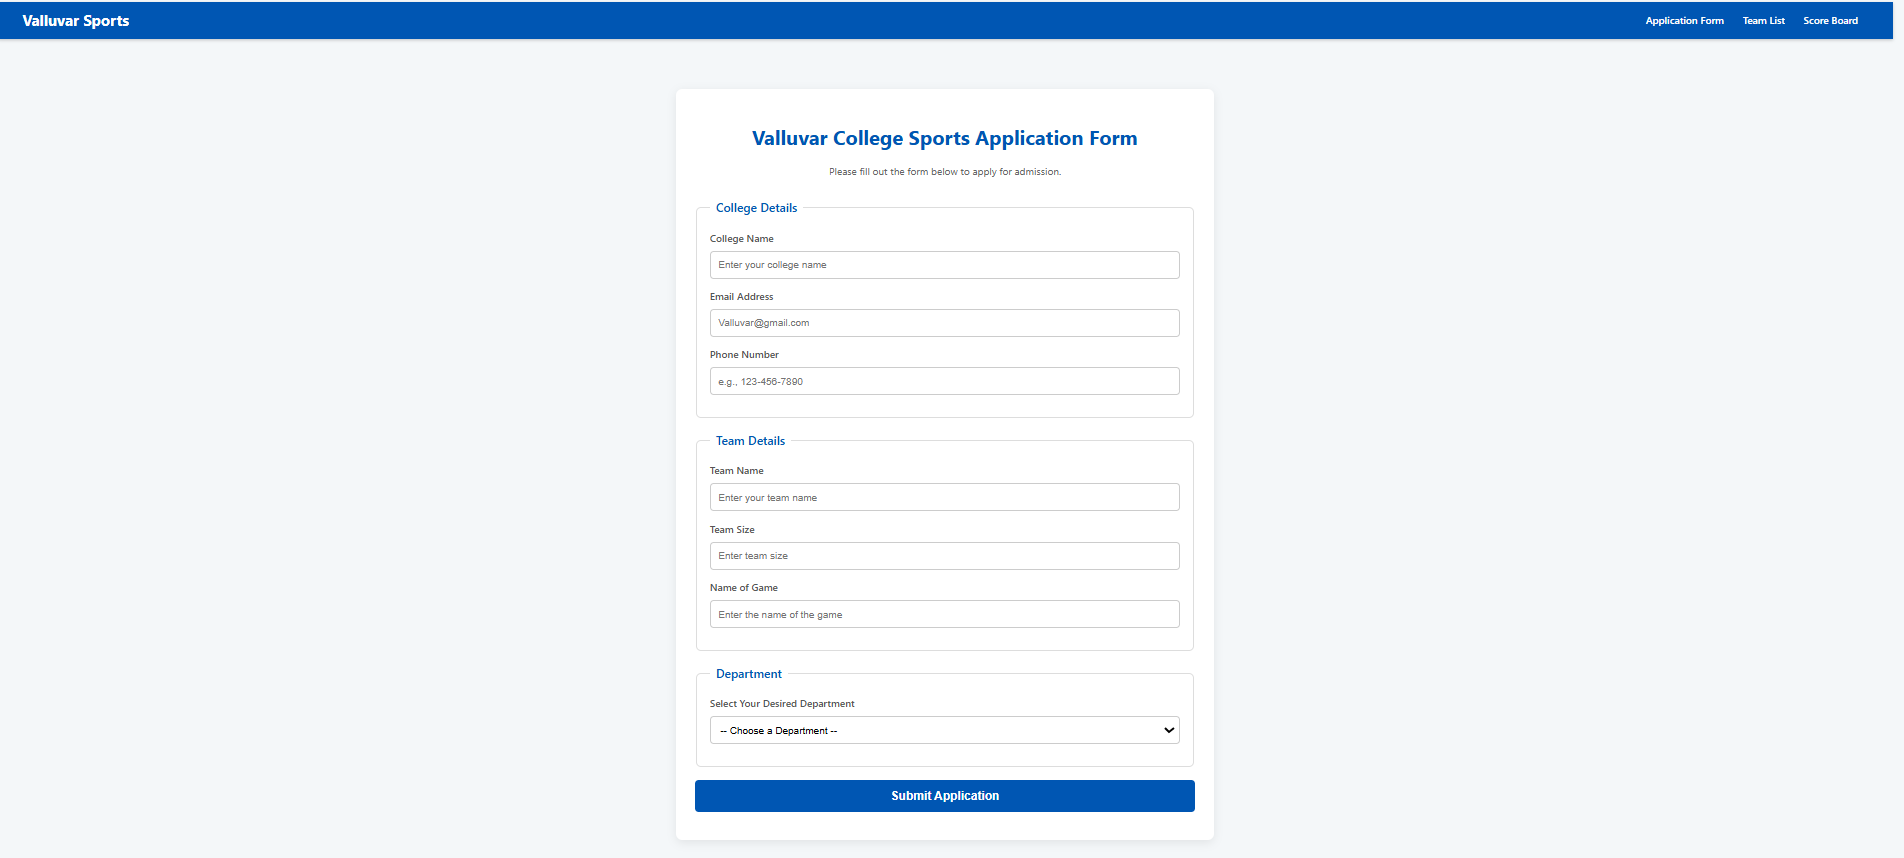 Valluvar Sports
Application Form Team List Score Board
Valluvar College Sports Application Form
Please fill out the form below to apply for admission.
College Details
College Name
Enter your college name
Email Address
Valluvar@gmail.com
Phone Number
e.g., 123-456-7890
Team Details
Team Name
Enter your team name
Team Size
Enter team size
Name of Game
Enter the name of the game
Department
Select Your Desired Department
-- Choose a Department --
Submit Application